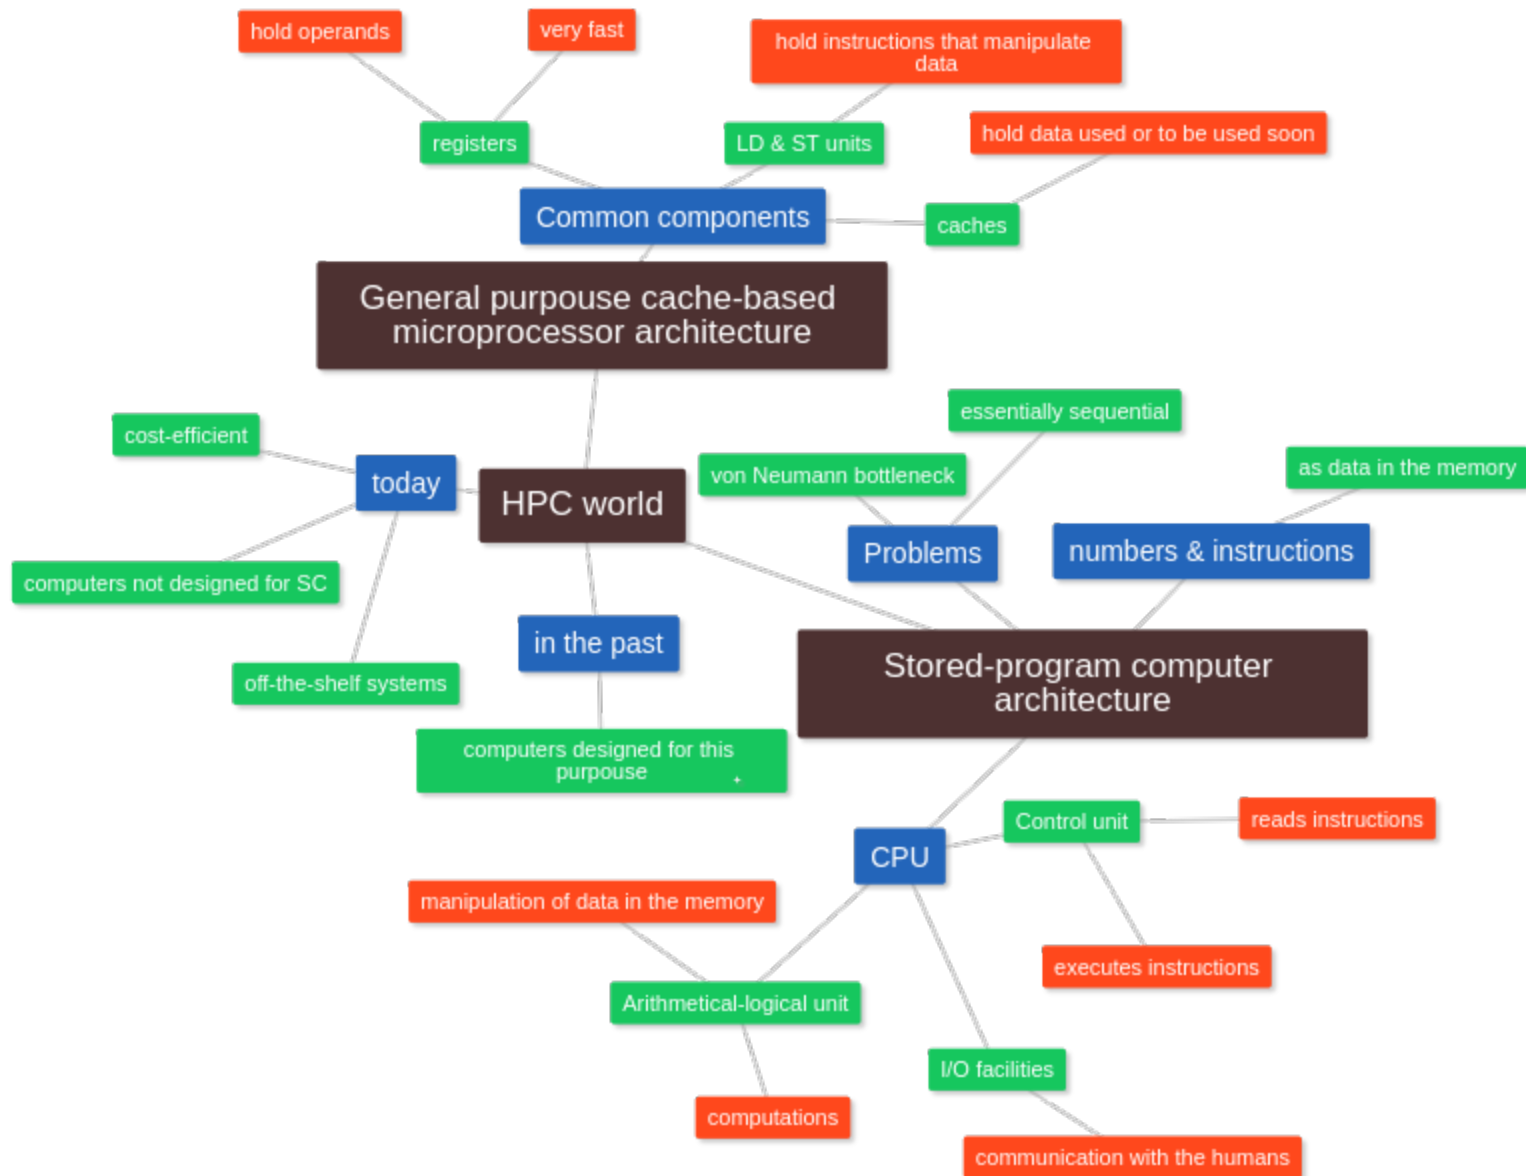 hold operands
very fast
hold instructions that manipulate
data
registers
LD & ST units
hold data used or to be used soon
Common components
caches
General purpouse cache-based
microprocessor architecture
cost-efficient
today
HPC world
computers not designed for SC
off-the-shelf systems
in the past
computers designed for this
purpouse
von Neumann bottleneck
essentially sequential
as data in the memory
Problems
numbers & instructions
Stored-program computer
architecture
CPU
Control unit
reads instructions
executes instructions
manipulation of data in the memory
Arithmetical-logical unit
computations
I/O facilities
communication with the humans